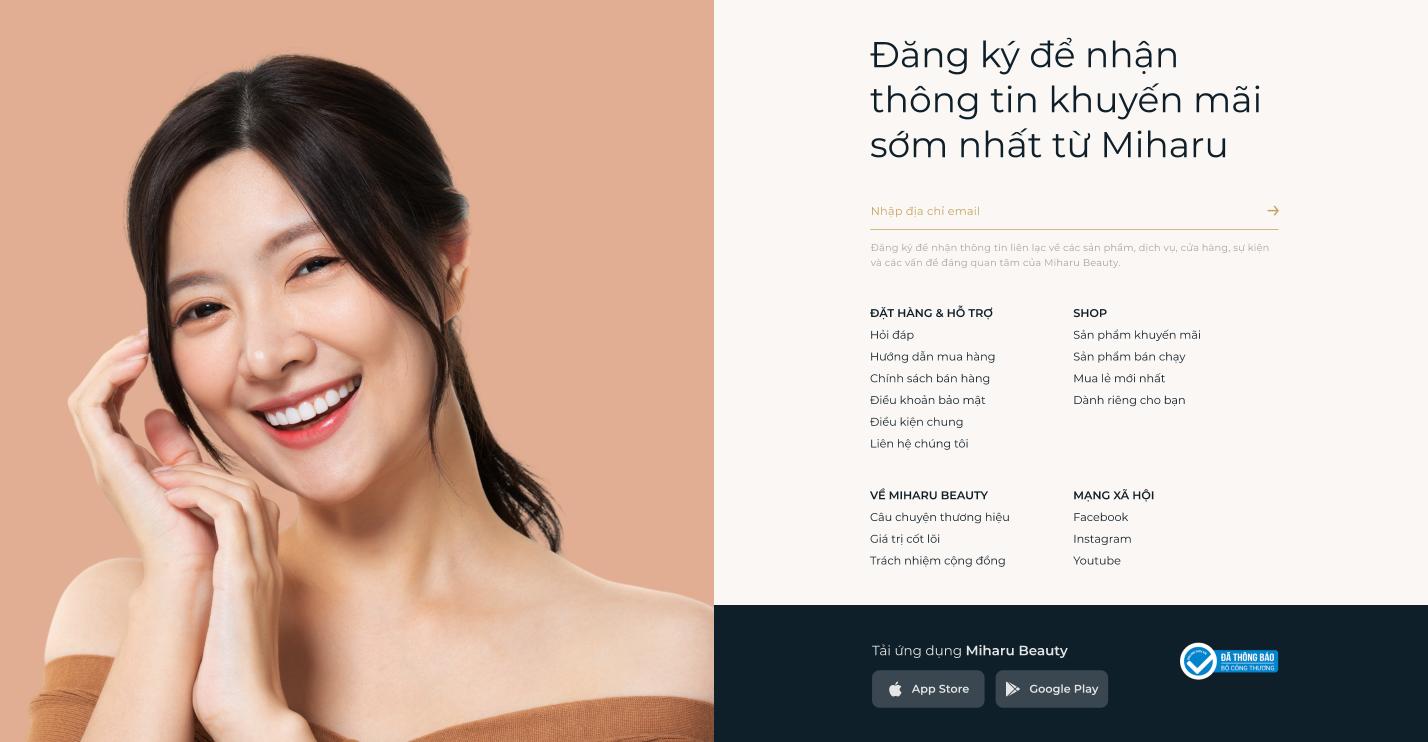 Đăng ký để nhận
thông tin khuyến mãi
sớm nhất từ Miharu
Nhập địa chỉ email
Đăng ký để nhận thông tin liên lạc về các sản phẩm, dịch vụ, cửa hàng, sự kiện
và các vấn đề đáng quan tâm của Miharu Beauty.
ĐẶT HÀNG & HỖ TRỢ
Hỏi đáp
Hướng dẫn mua hàng
Chính sách bán hàng
Điều khoản bảo mật
Điều kiện chung
Liên hệ chúng tôi
SHOP
Sản phẩm khuyến mãi
Sản phẩm bán chạy
Mua lẻ mới nhất
Dành riêng cho bạn
VỀ MIHARU BEAUTY
Câu chuyện thương hiệu
Giá trị cốt lõi
Trách nhiệm cộng đồng
MẠNG XÃ HỘI
Facebook
Instagram
Youtube
Tải ứng dụng Miharu Beauty
App Store
Google Play
ĐÃ THÔNG BÁO
BỘ CÔNG THƯƠNG